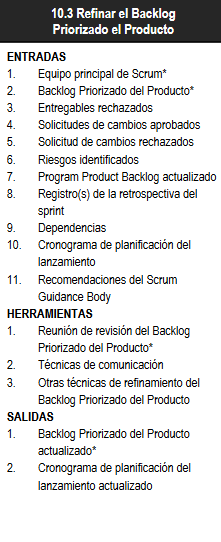 10.3 Refinar el Backlog
Priorizado el Producto
ENTRADAS
1. Equipo principal de Scrum*
2. Backlog Priorizado del Producto*
3. Entregables rechazados
4. Solicitudes de cambios aprobados
5. Solicitud de cambios rechazados
6. Riesgos identificados
7. Program Product Backlog actualizado
8. Registro(s) de la retrospectiva del
sprint
9. Dependencias
10. Cronograma de planificación del
lanzamiento
11. Recomendaciones del Scrum
Guidance Body
HERRAMIENTAS
1. Reunión de revisión del Backlog
Priorizado del Producto*
2. Técnicas de comunicación
3. Otras técnicas de refinamiento del
Backlog Priorizado del Producto
SALIDAS
1. Backlog Priorizado del Producto
actualizado*
2. Cronograma de planificación del
lanzamiento actualizado